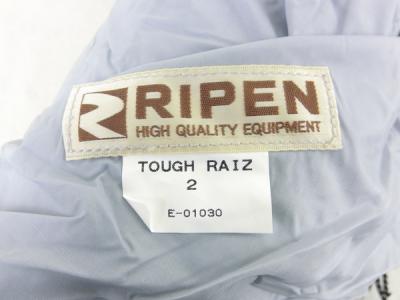 RIPEN
HIGH QUALITY EQUIPMENT
TOUGH RAIZ
2
E-01030